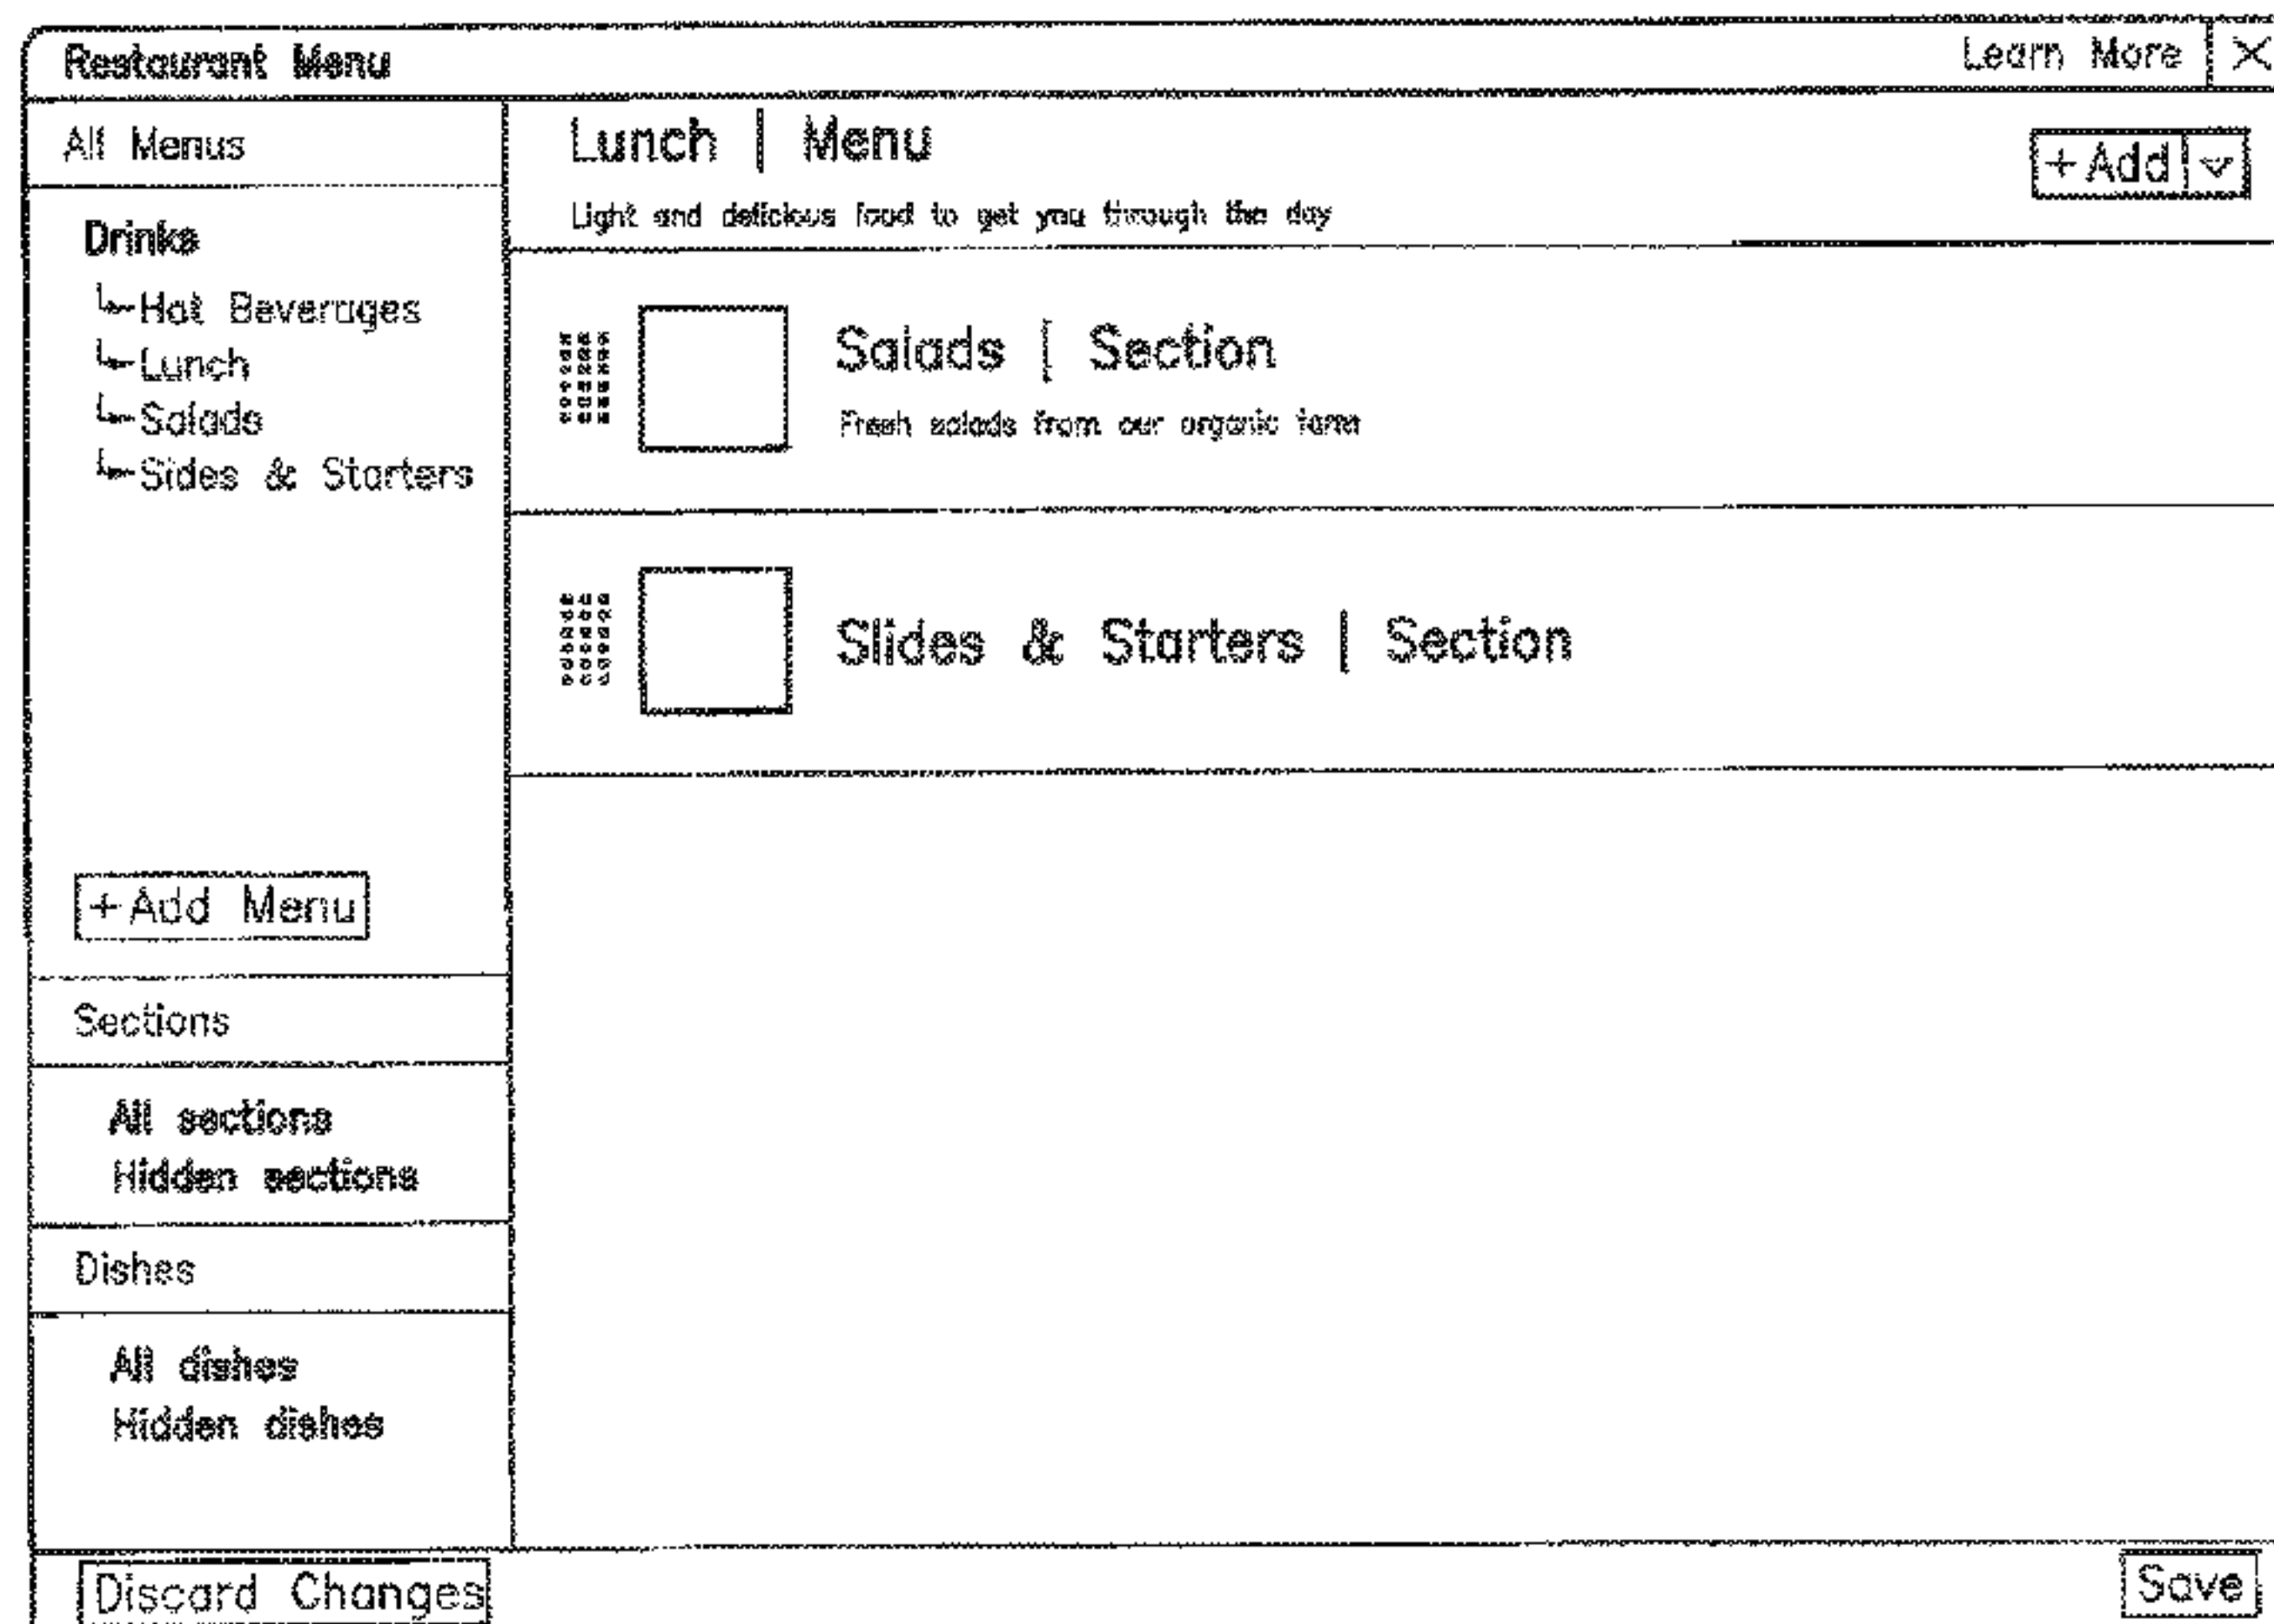 Restaurant Menu
Learn More
All Menus
Drinks
Hot Beverages
Lunch
Salads
Sides & Starters
+Add Menu
Sections
All sections
Hidden sections
Dishes
All dishes
Hidden dishes
Lunch | Menu
+Add
Light and delicious food to get you through the day
Salads | Section
Fresh salads from our organic farm
Slides & Starters | Section
Discard Changes
Save